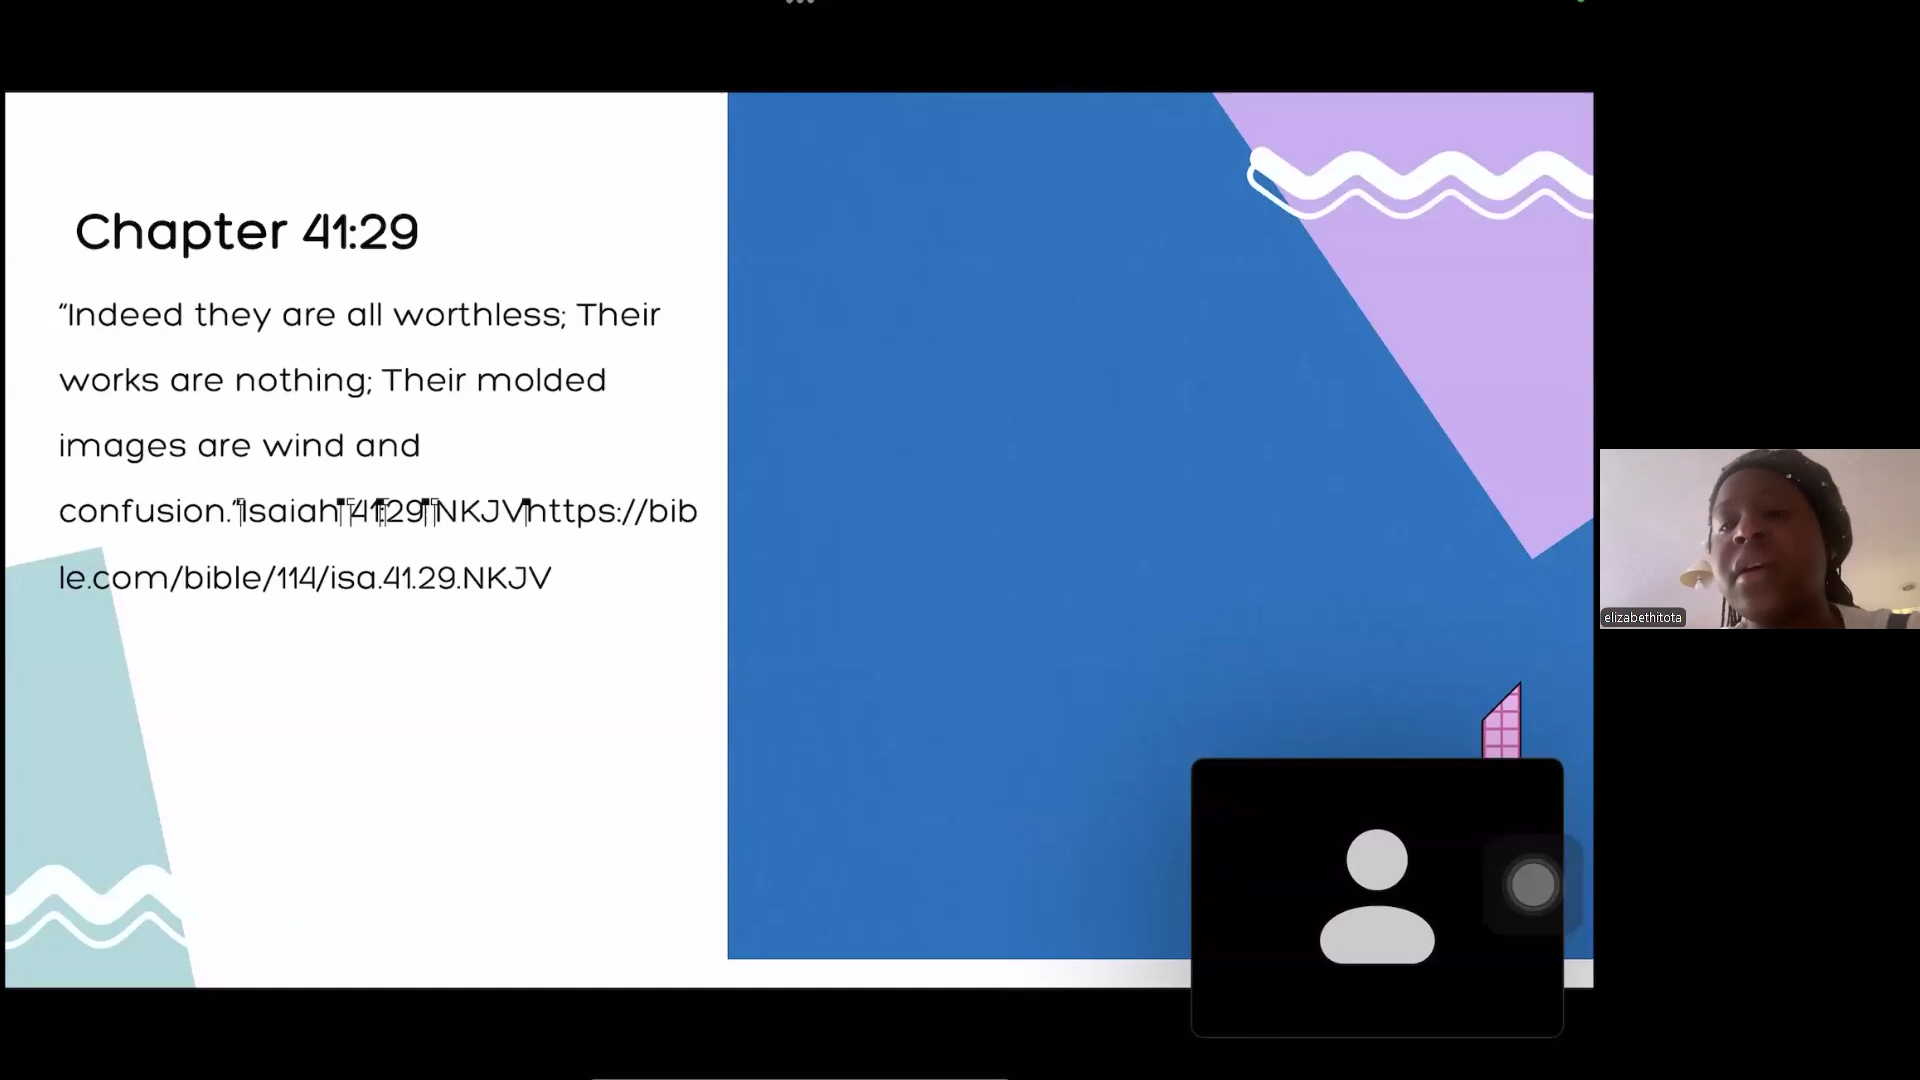 Chapter 41:29
“Indeed they are all worthless; Their
works are nothing; Their molded
images are wind and
confusion.”Isaiah 41:29 NKJV https://bib
le.com/bible/114/isa.41.29.NKJV
elizabethitota